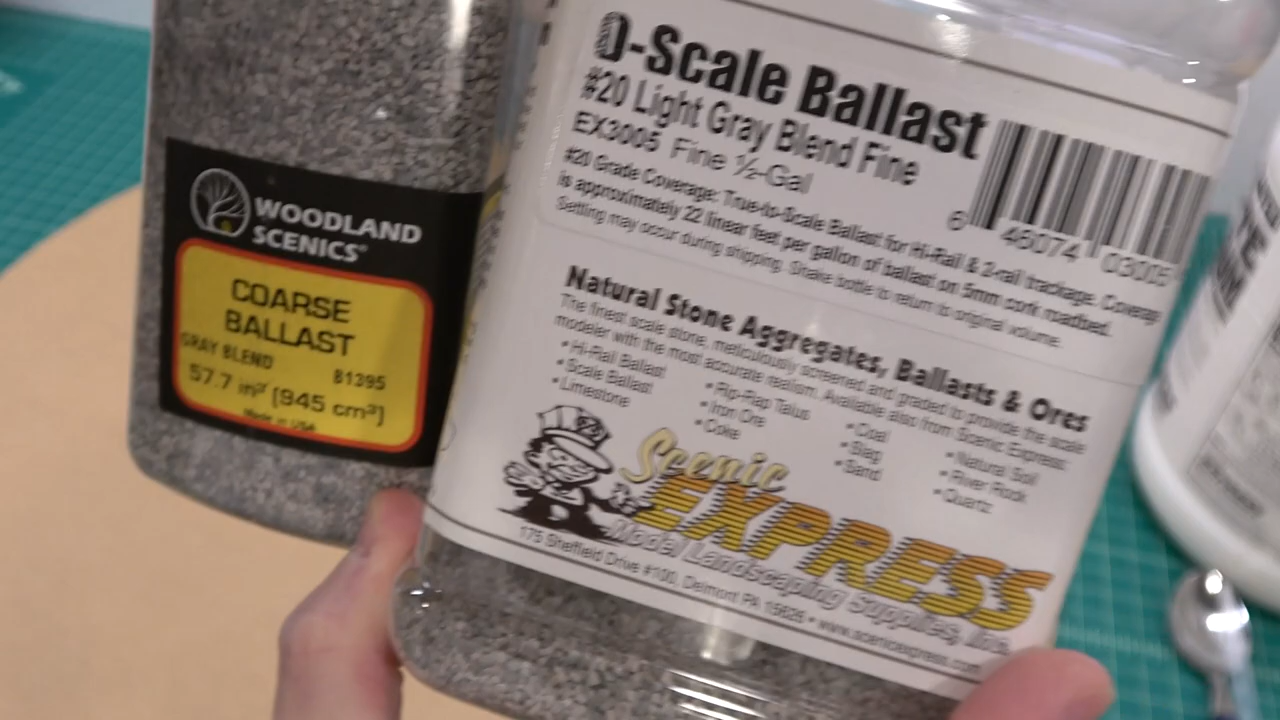 WOODLAND
SCENICS®
COARSE
BALLAST
GRAY BLEND B1395
57.7 in³ (945 cm³)
Made in USA
O-Scale Ballast
#20 Light Gray Blend Fine
EX3005 Fine ½-Gal
#20 Grade Coverage: True-to-Scale Ballast for Hi-Rail & 2-rail trackage. Coverage
is approximately 22 linear feet per gallon of ballast on 5mm cork roadbed.
Settling may occur during shipping. Shake bottle to return to original volume.
6 46074 03005
Natural Stone Aggregates, Ballasts & Ores
The finest scale stone, meticulously screened and graded to provide the scale
modeler with the most accurate realism. Available also from Scenic Express:
• Hi-Rail Ballast
• Scale Ballast
• Limestone
• Rip-Rap Talus
• Iron Ore
• Coke
• Coal
• Slag
• Sand
• Natural Soil
• River Rock
• Quartz
Scenic
EXPRESS
Model Landscaping Supplies,
175 Sheffield Drive #100, Delmont PA 15626 • www.scenicexpress.com